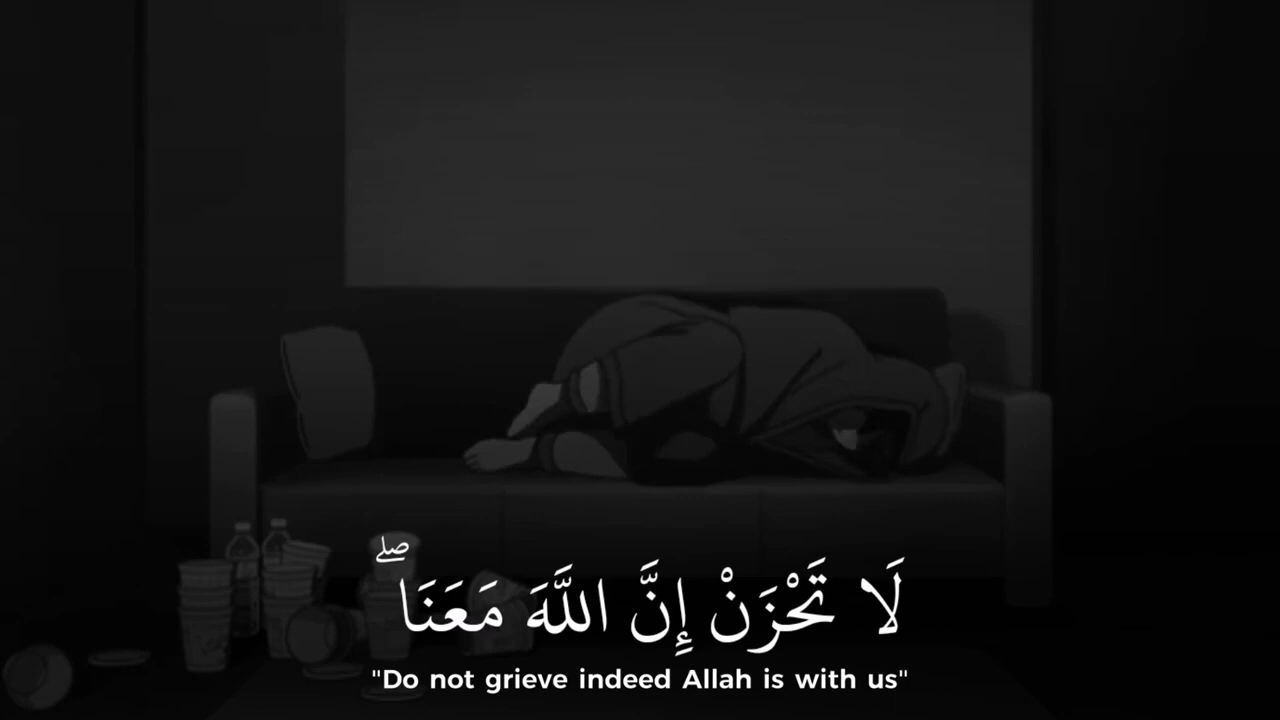 لَا تَحْزَنْ إِنَّ اللَّهَ مَعَنَا ۖ
"Do not grieve indeed Allah is with us"